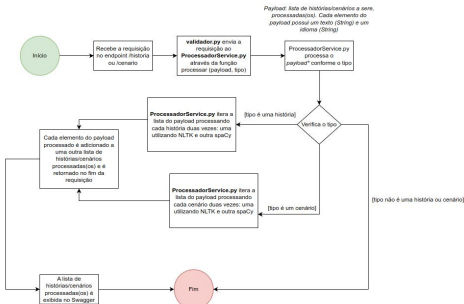 Payload: lista de histórias/cenários a sere,
processadas(os). Cada elemento do
payload possui um texto (String) e um
idioma (String)
Início
Recebe a requisição
no endpoint /historia
ou /cenario
validador.py envia a
requisição ao
ProcessadorService.py
através da função
processar (payload, tipo)
ProcessadorService.py
processa o
payload* conforme o tipo
Verifica o tipo
[tipo é uma história]
ProcessadorService.py itera a
lista do payload processando
cada história duas vezes: uma
utilizando NLTK e outra spaCy
Cada elemento do payload
processado é adicionado a
uma outra lista de
histórias/cenários
processadas(os) e é
retornado no fim da
requisição
ProcessadorService.py itera a
lista do payload processando
cada cenário duas vezes: uma
utilizando NLTK e outra spaCy
[tipo é um cenário]
[tipo não é uma história ou cenário]
A lista de
histórias/cenários
processadas(os) é
exibida no Swagger
Fim